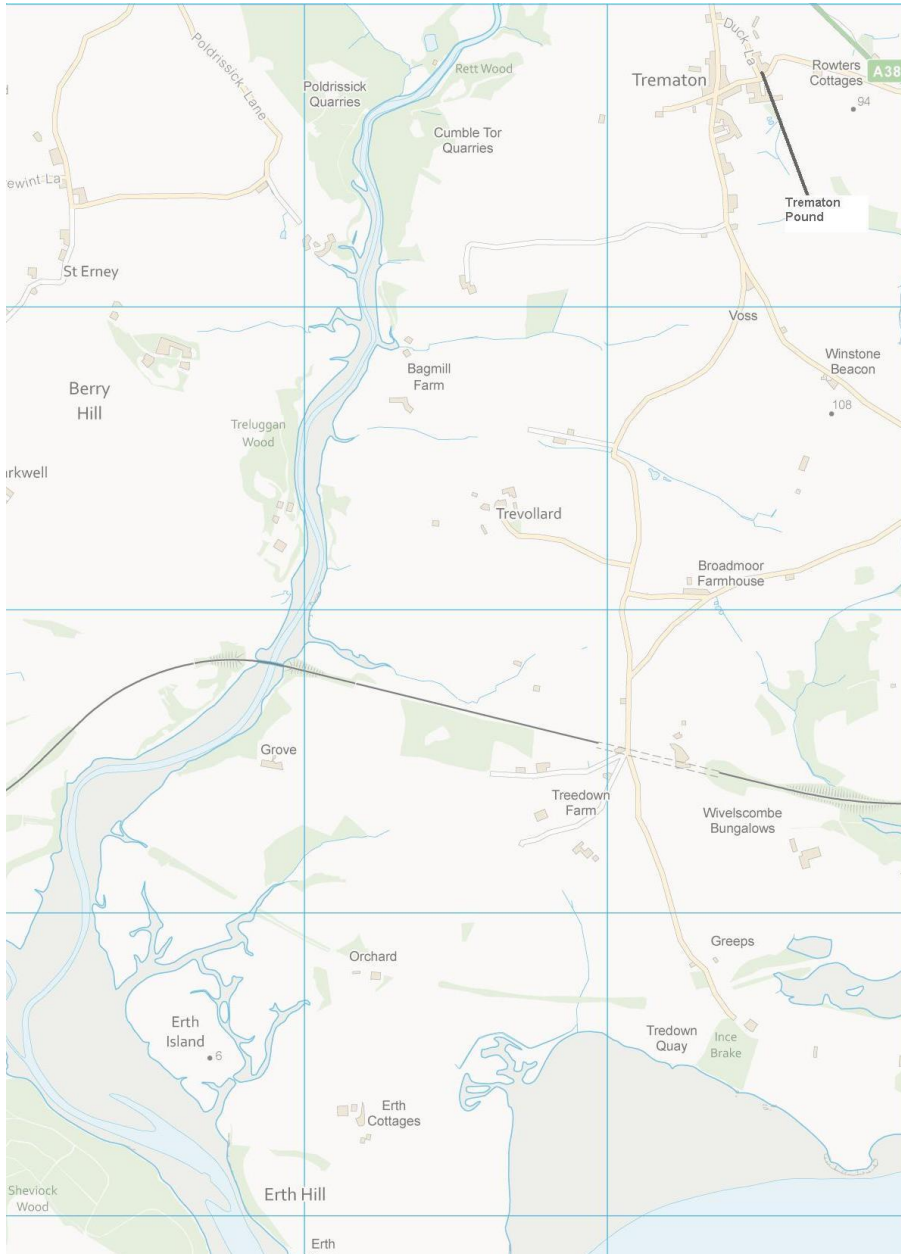 Poldrissick
Lane
Poldrissick
Quarries
Rett Wood
Cumble Tor
Quarries
Duck La
Trematon
Rowters
Cottages
A38
94
ewint La
Trematon
Pound
St Erney
Voss
Berry
Hill
Bagmill
Farm
Winstone
Beacon
108
Treluggan
Wood
arkwell
Trevollard
Broadmoor
Farmhouse
Grove
Treedown
Farm
Wivelscombe
Bungalows
Orchard
Greeps
Erth
Island
6
Tredown
Quay
Ince
Brake
Erth
Cottages
Sheviock
Wood
Erth Hill
Erth